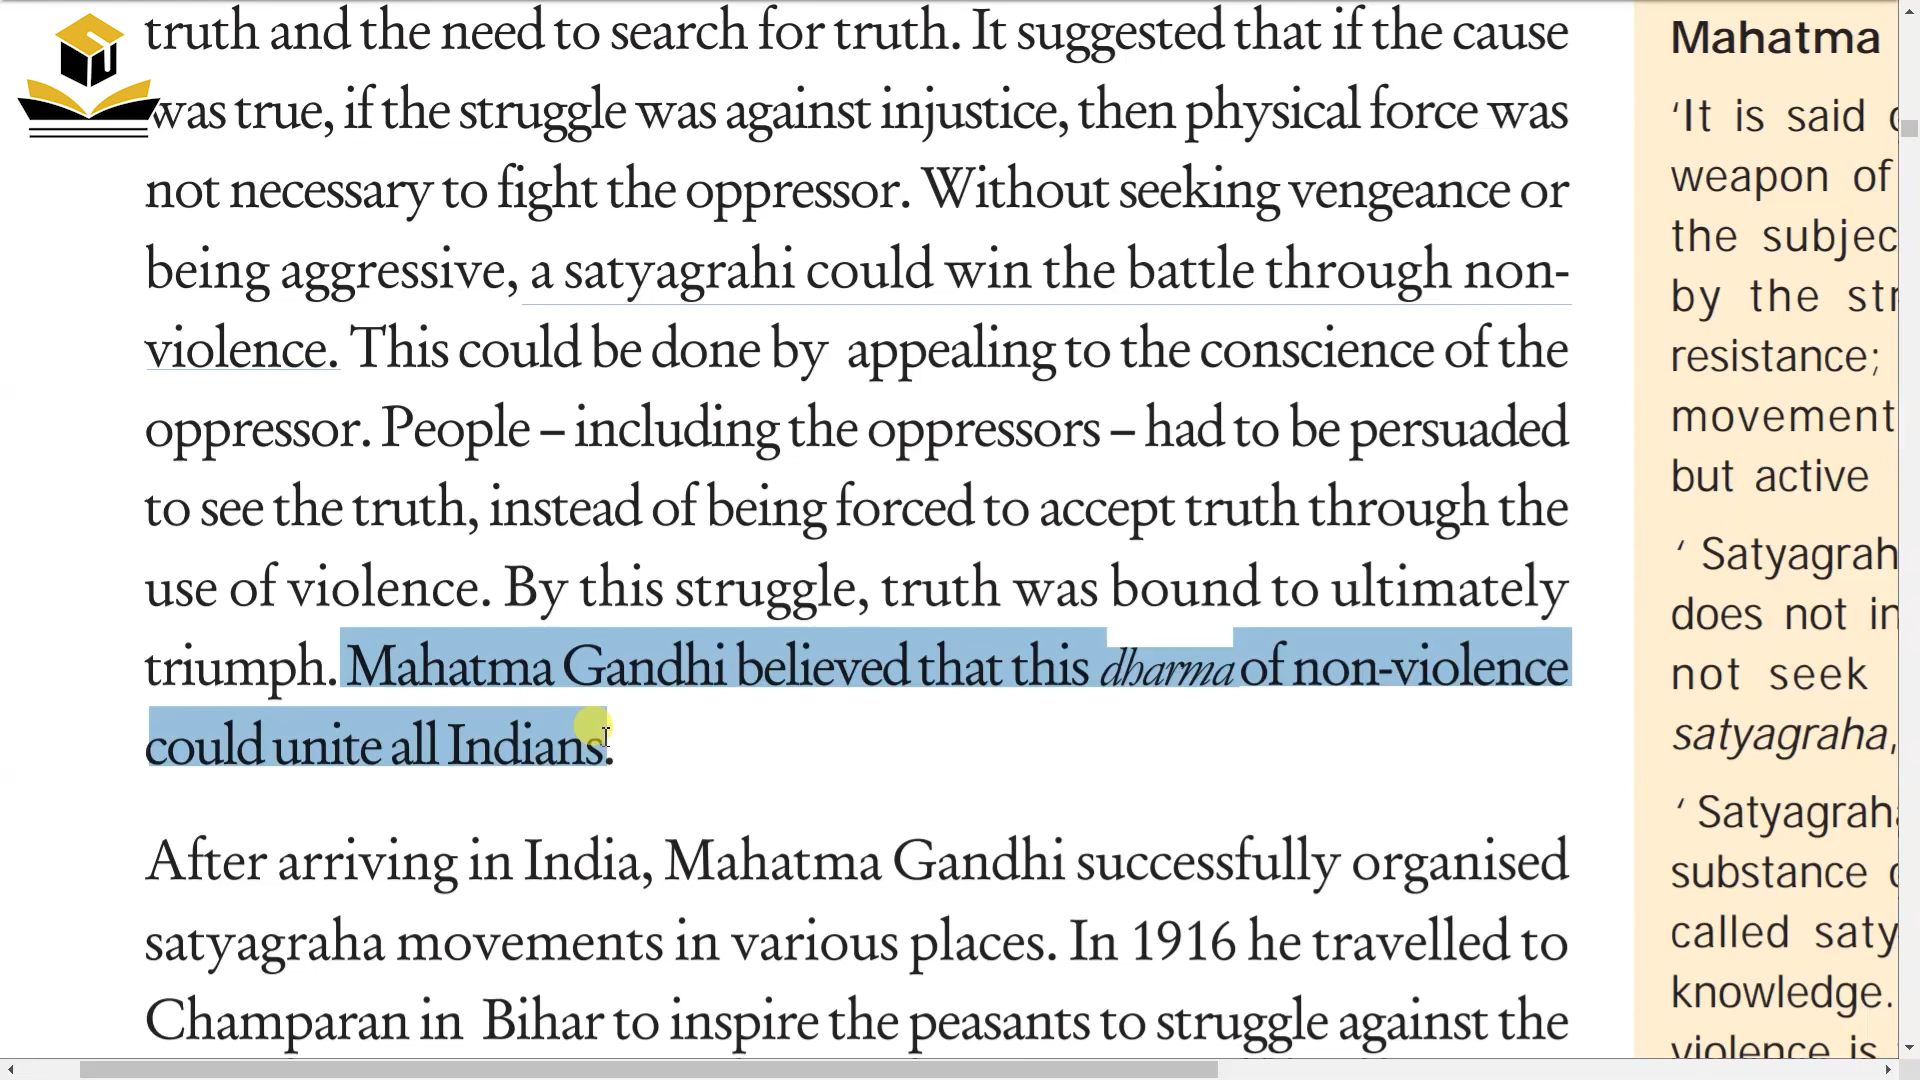 truth and the need to search for truth. It suggested that if the cause
was true, if the struggle was against injustice, then physical force was
not necessary to fight the oppressor. Without seeking vengeance or
being aggressive, a satyagrahi could win the battle through non-
violence. This could be done by appealing to the conscience of the
oppressor. People – including the oppressors – had to be persuaded
to see the truth, instead of being forced to accept truth through the
use of violence. By this struggle, truth was bound to ultimately
triumph. Mahatma Gandhi believed that this dharma of non-violence
could unite all Indians.
After arriving in India, Mahatma Gandhi successfully organised
satyagraha movements in various places. In 1916 he travelled to
Champaran in Bihar to inspire the peasants to struggle against the
Mahatma
‘It is said
weapon of
the subjec
by the str
resistance;
movement
but active
‘ Satyagrah
does not in
not seek
satyagraha,
‘ Satyagraha
substance
called saty
knowledge.
violence is